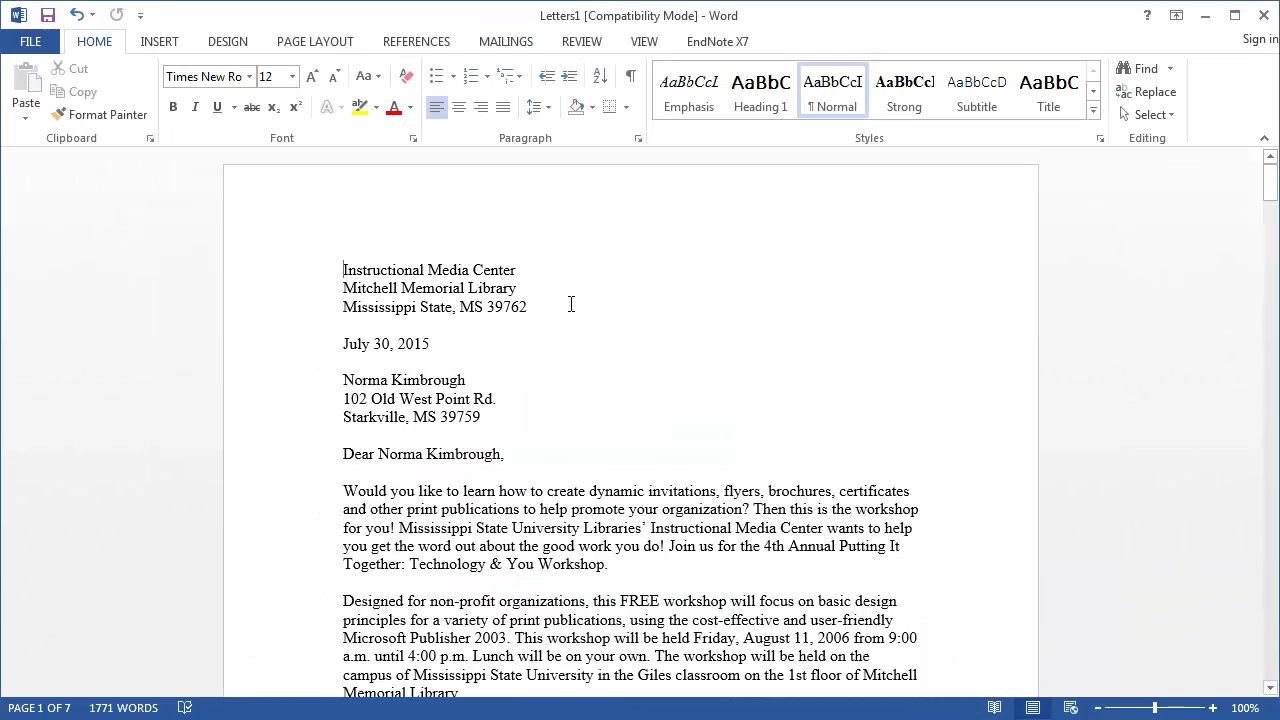 Letters1 [Compatibility Mode] - Word
?
FILE HOME INSERT DESIGN PAGE LAYOUT REFERENCES MAILINGS REVIEW VIEW EndNote X7 Sign in
Paste
Cut
Copy
Format Painter
Clipboard
Times New Ro 12
Aa
B I U abc x₂ x²
Font
Paragraph
AaBbCcI AaBbC AaBbCcI AaBbCcI AaBbCcD AaBbC
Emphasis Heading 1 ¶ Normal Strong Subtitle Title
Styles
Find
Replace
Select
Editing
Instructional Media Center
Mitchell Memorial Library
Mississippi State, MS 39762
July 30, 2015
Norma Kimbrough
102 Old West Point Rd.
Starkville, MS 39759
Dear Norma Kimbrough,
Would you like to learn how to create dynamic invitations, flyers, brochures, certificates
and other print publications to help promote your organization? Then this is the workshop
for you! Mississippi State University Libraries’ Instructional Media Center wants to help
you get the word out about the good work you do! Join us for the 4th Annual Putting It
Together: Technology & You Workshop.
Designed for non-profit organizations, this FREE workshop will focus on basic design
principles for a variety of print publications, using the cost-effective and user-friendly
Microsoft Publisher 2003. This workshop will be held Friday, August 11, 2006 from 9:00
a.m. until 4:00 p.m. Lunch will be on your own. The workshop will be held on the
campus of Mississippi State University in the Giles classroom on the 1st floor of Mitchell
Memorial Library.
PAGE 1 OF 7 1771 WORDS 100%